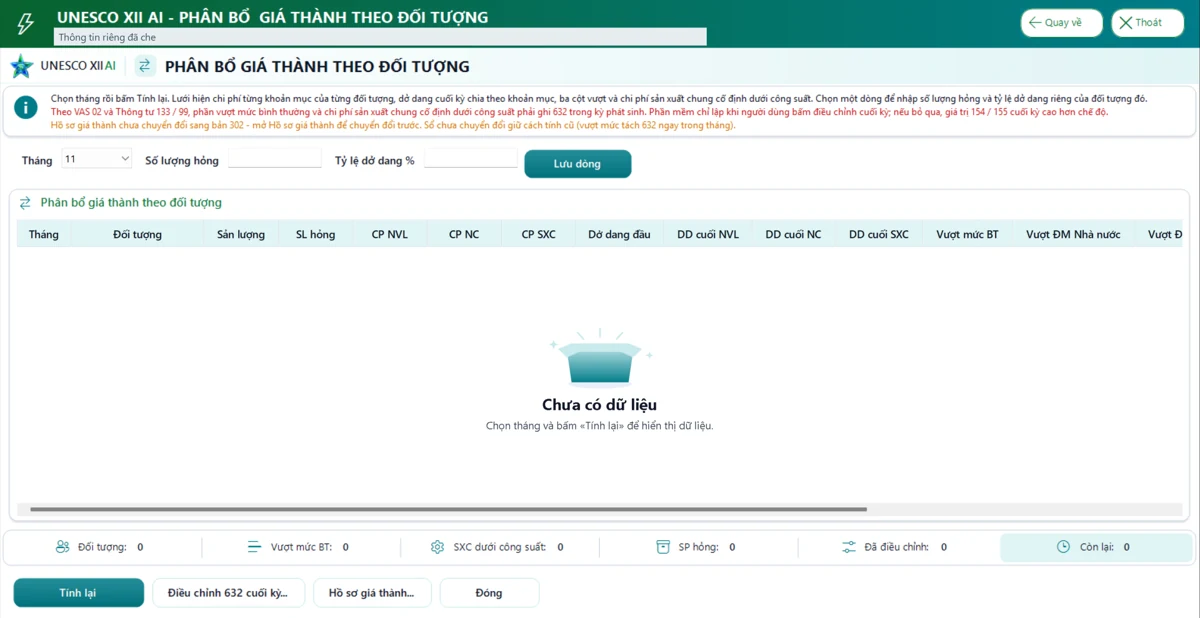 UNESCO XII AI - PHÂN BỔ GIÁ THÀNH THEO ĐỐI TƯỢNG
Thông tin riêng đã che
Quay về
Thoát
UNESCO XII AI
PHÂN BỔ GIÁ THÀNH THEO ĐỐI TƯỢNG
Chọn tháng rồi bấm Tính lại. Lưới hiện chi phí từng khoản mục của từng đối tượng, dở dang cuối kỳ chia theo khoản mục, ba cột vượt và chi phí sản xuất chung cố định dưới công suất. Chọn một dòng để nhập số lượng hỏng và tỷ lệ dở dang riêng của đối tượng đó.
Theo VAS 02 và Thông tư 133 / 99, phần vượt mức bình thường và chi phí sản xuất chung cố định dưới công suất phải ghi 632 trong kỳ phát sinh. Phần mềm chỉ lập khi người dùng bấm điều chỉnh cuối kỳ; nếu bỏ qua, giá trị 154 / 155 cuối kỳ cao hơn chế độ.
Hồ sơ giá thành chưa chuyển đổi sang bản 302 - mở Hồ sơ giá thành để chuyển đổi trước. Sổ chưa chuyển đổi giữ cách tính cũ (vượt mức tách 632 ngay trong tháng).
Tháng 11 Số lượng hỏng Tỷ lệ dở dang % Lưu dòng
Phân bổ giá thành theo đối tượng
Tháng Đối tượng Sản lượng SL hỏng CP NVL CP NC CP SXC Dở dang đầu DD cuối NVL DD cuối NC DD cuối SXC Vượt mức BT Vượt ĐM Nhà nước Vượt Đ
Chưa có dữ liệu
Chọn tháng và bấm «Tính lại» để hiển thị dữ liệu.
Đối tượng: 0 Vượt mức BT: 0 SXC dưới công suất: 0 SP hỏng: 0 Đã điều chỉnh: 0 Còn lại: 0
Tính lại Điều chỉnh 632 cuối kỳ... Hồ sơ giá thành... Đóng